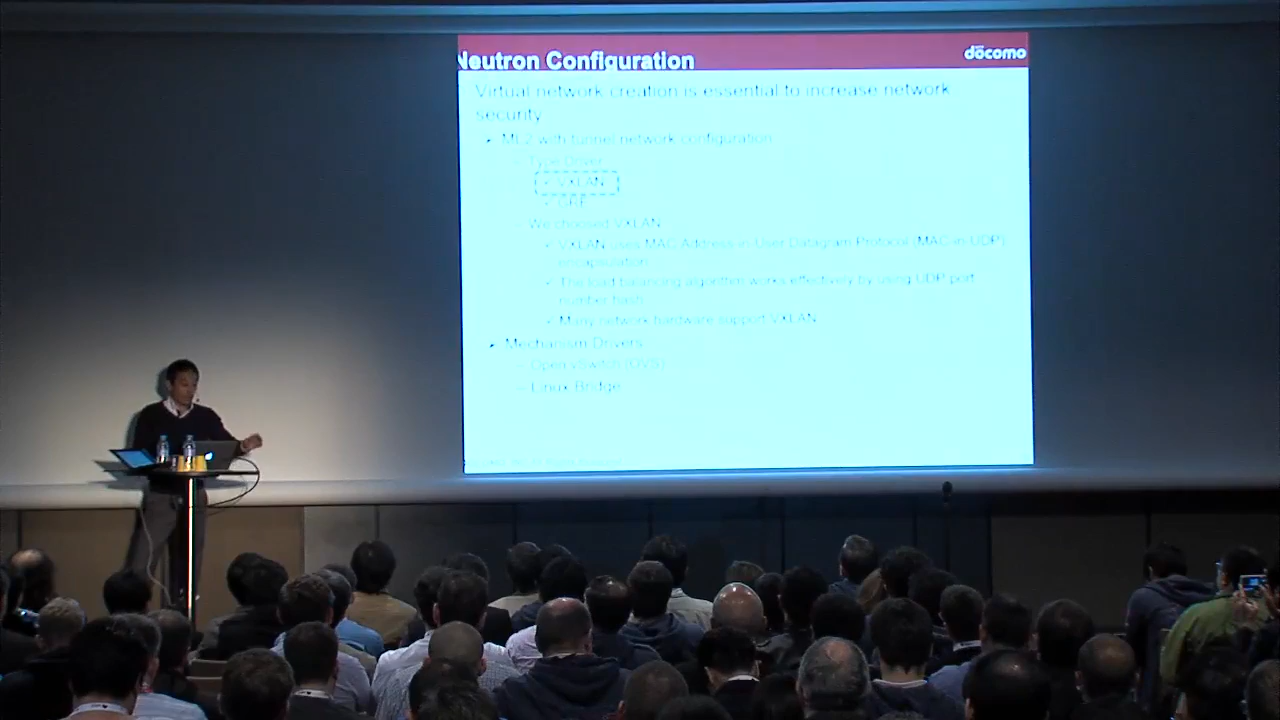 Neutron Configuration
döcomo
Virtual network creation is essential to increase network
security
ML2 with tunnel network configuration
– Type Driver
• VXLAN
• GRE
– We choosed VXLAN
VXLAN uses MAC Address in User Datagram Protocol (MAC in UDP)
encapsulation
The load balancing algorithm works effectively by using UDP port
number hash
Many network hardware support VXLAN
Mechanism Drivers
– Open vSwitch (OVS)
– Linux Bridge